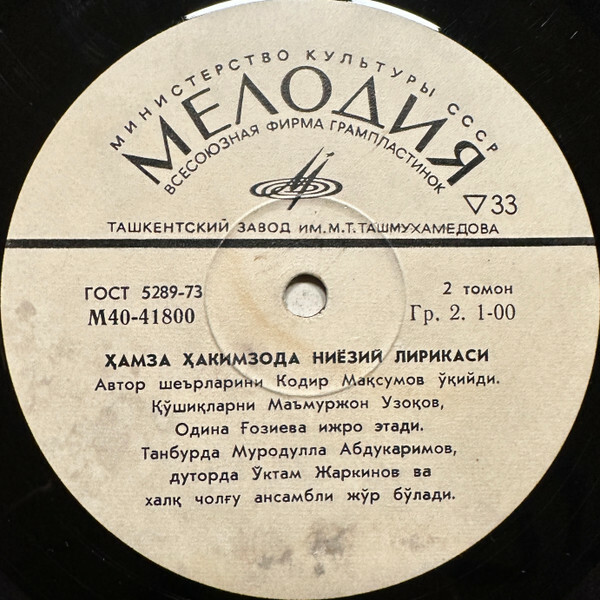 МИНИСТЕРСТВО КУЛЬТУРЫ СССР
МЕЛОДИЯ
ВСЕСОЮЗНАЯ ФИРМА ГРАМПЛАСТИНОК
▽33
ТАШКЕНТСКИЙ ЗАВОД ИМ. М.Т. ТАШМУХАМЕДОВА
ГОСТ 5289-73
2 томон
М40-41800
Гр. 2. 1-00
ҲАМЗА ҲАКИМЗОДА НИЁЗИЙ ЛИРИКАСИ
Автор шеърларини Кодир Мақсумов ўқийди.
Қўшиқларни Маъмуржон Узоқов,
Одина Ғозиева ижро этади.
Танбурда Муродулла Абдукаримов,
дуторда Ўктам Жаркинов ва
халқ чолғу ансамбли жўр бўлади.